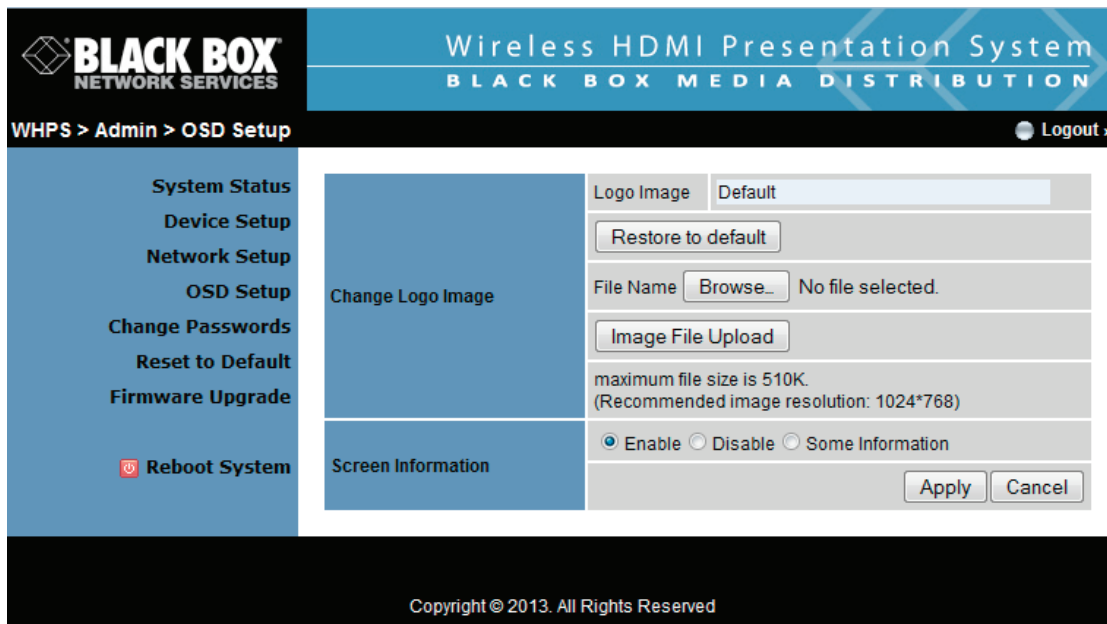 BLACK BOX
NETWORK SERVICES
Wireless HDMI Presentation System
BLACK BOX MEDIA DISTRIBUTION
WHPS > Admin > OSD Setup
Logout
System Status
Device Setup
Network Setup
OSD Setup
Change Passwords
Reset to Default
Firmware Upgrade
Reboot System
Change Logo Image
Logo Image Default
Restore to default
File Name Browse... No file selected.
Image File Upload
maximum file size is 510K.
(Recommended image resolution: 1024*768)
Screen Information
Enable Disable Some Information
Apply Cancel
Copyright © 2013. All Rights Reserved